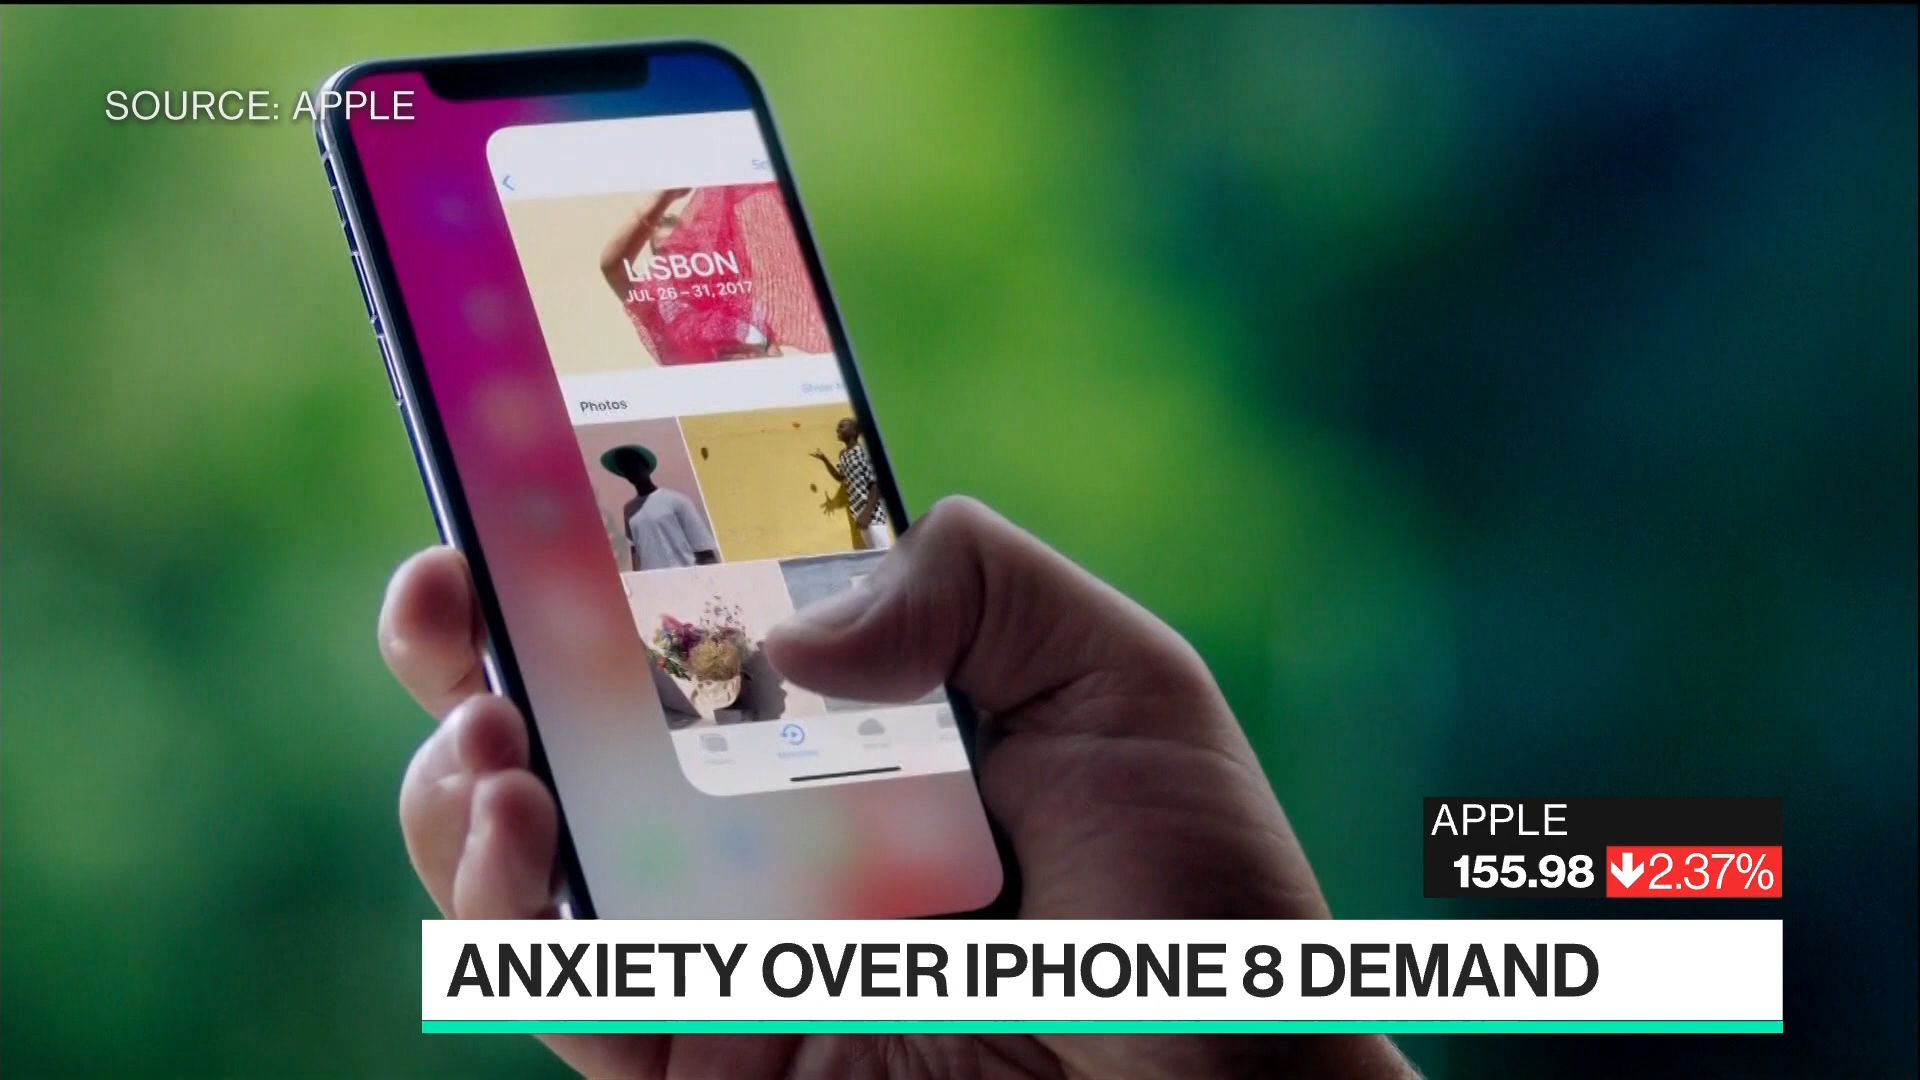 SOURCE: APPLE
LISBON
JUL 26 – 31, 2017
Photos
APPLE
155.98 2.37%
ANXIETY OVER IPHONE 8 DEMAND